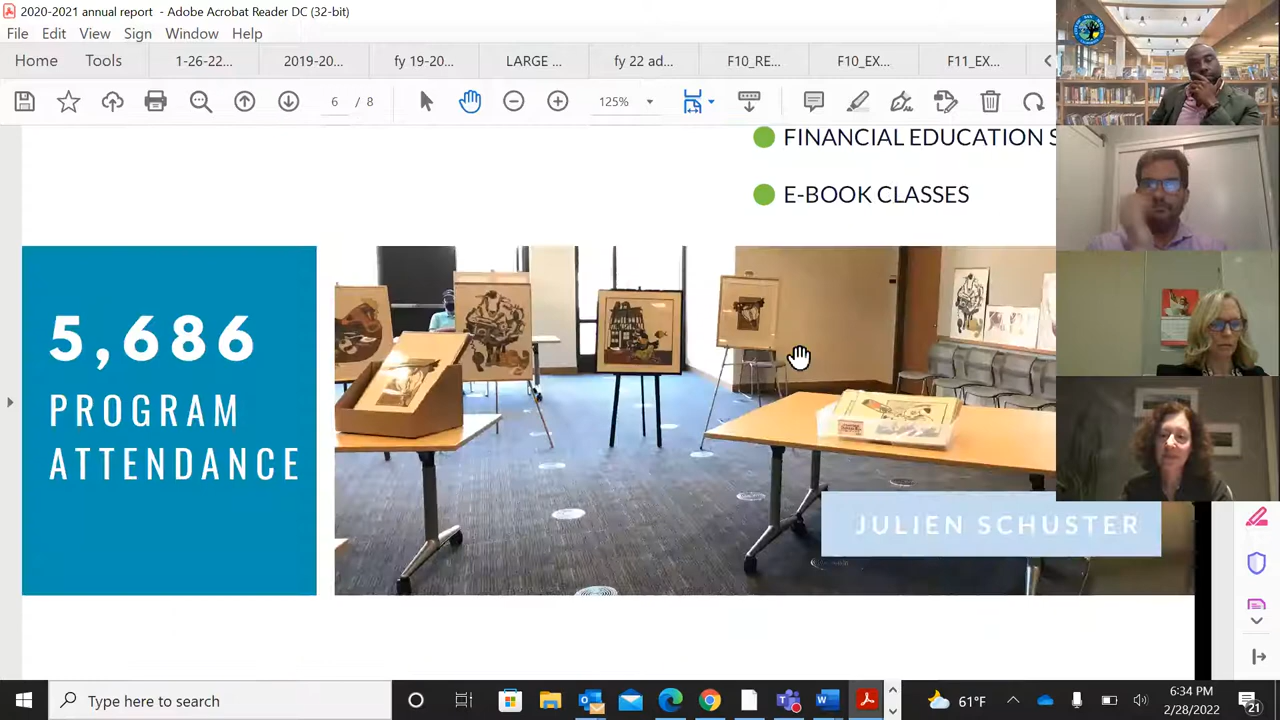 2020-2021 annual report - Adobe Acrobat Reader DC (32-bit)
File Edit View Sign Window Help
Home Tools 1-26-22... 2019-20... fy 19-20... LARGE ... fy 22 ad... F10_RE... F10_EX... F11_EX...
6 / 8 125%
FINANCIAL EDUCATION S
E-BOOK CLASSES
5,686
PROGRAM
ATTENDANCE
JULIEN SCHUSTER
Type here to search
61°F
6:34 PM
2/28/2022
21